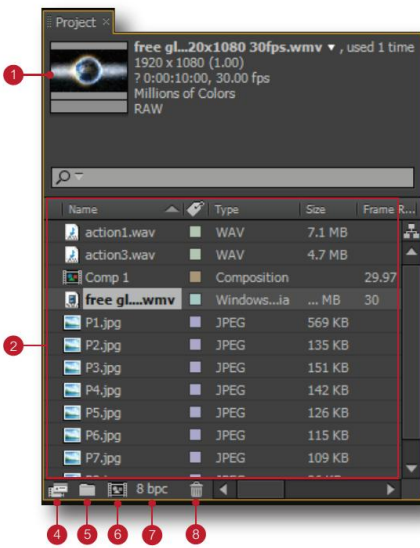 Project ×
free gl...20x1080 30fps.wmv ▼ , used 1 time
1920 x 1080 (1.00)
? 0:00:10:00, 30.00 fps
Millions of Colors
RAW
1
Name Type Size Frame R...
action1.wav WAV 7.1 MB
action3.wav WAV 4.7 MB
Comp 1 Composition 29.97
free gl....wmv Windows...ia ... MB 30
P1.jpg JPEG 569 KB
2
P2.jpg JPEG 135 KB
P3.jpg JPEG 151 KB
P4.jpg JPEG 142 KB
P5.jpg JPEG 126 KB
P6.jpg JPEG 115 KB
P7.jpg JPEG 109 KB
8 bpc
4 5 6 7 8